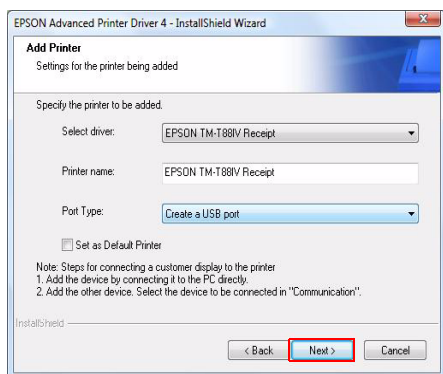 EPSON Advanced Printer Driver 4 - InstallShield Wizard
Add Printer
Settings for the printer being added
Specify the printer to be added.
Select driver: EPSON TM-T88IV Receipt
Printer name: EPSON TM-T88IV Receipt
Port Type: Create a USB port
Set as Default Printer
Note: Steps for connecting a customer display to the printer
1. Add the device by connecting it to the PC directly.
2. Add the other device. Select the device to be connected in "Communication".
InstallShield
< Back Next > Cancel